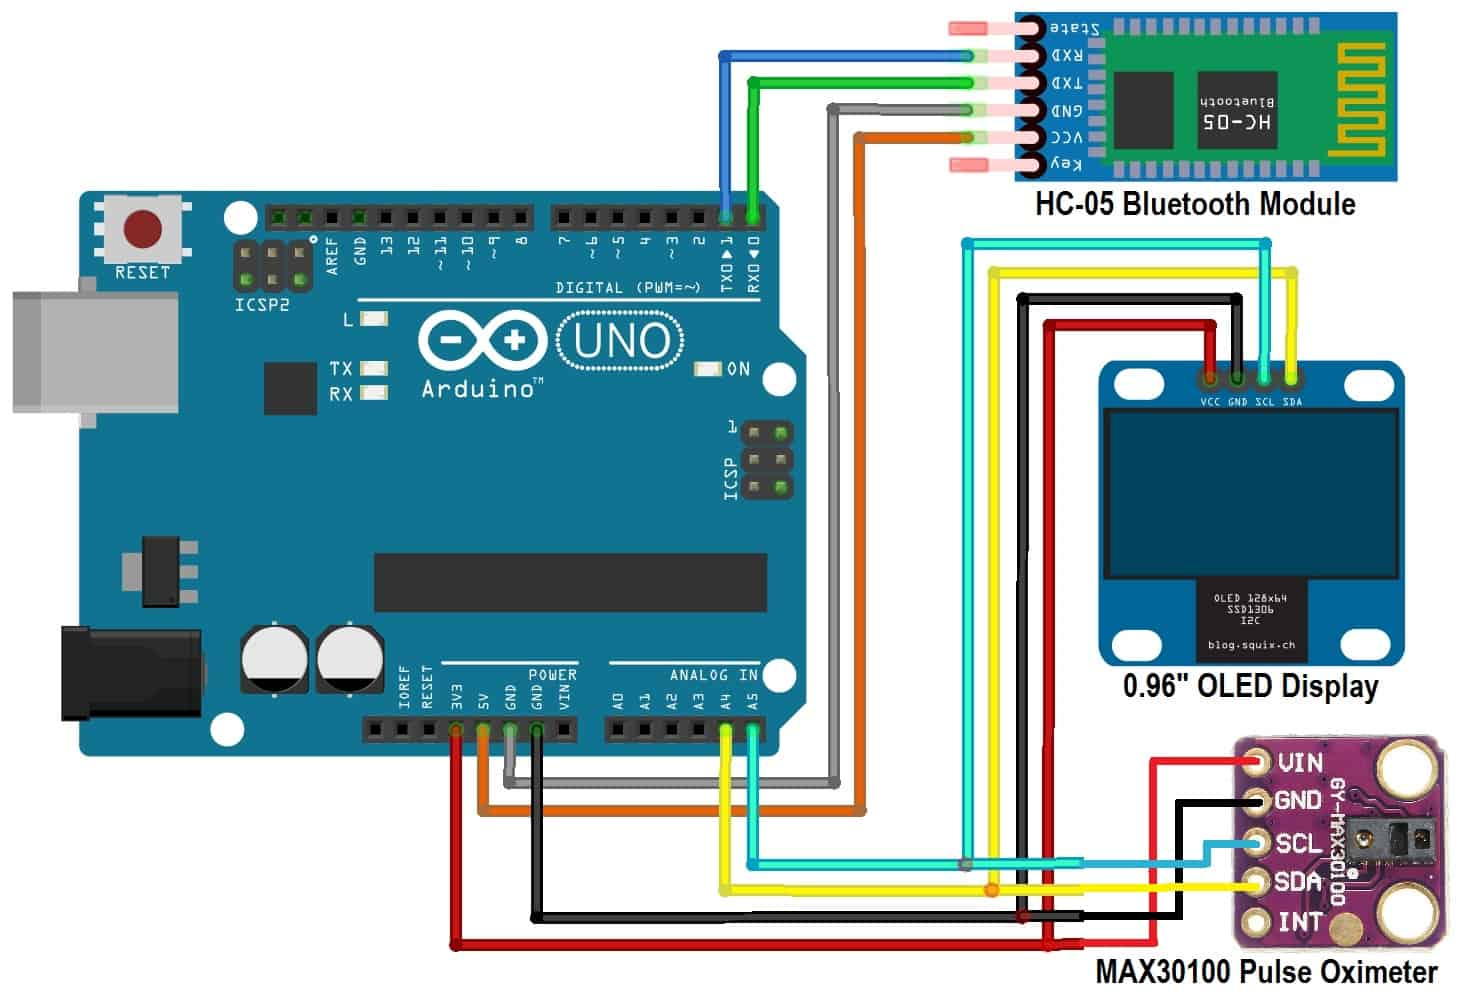 State
RXD
TXD
GND
VCC
Key
Bluetooth
HC-05
HC-05 Bluetooth Module
RESET
ICSP2
AREF
GND
13
12
~11
~10
~9
8
7
~6
~5
4
~3
2
TX0▶1
RX0◀0
DIGITAL (PWM=~)
L
TX
RX
UNO
Arduino™
ON
1
ICSP
VCC GND SCL SDA
OLED 128x64
SSD1306
I2C
blog.squix.ch
0.96" OLED Display
POWER
ANALOG IN
IOREF
RESET
3V3
5V
GND
GND
VIN
A0
A1
A2
A3
A4
A5
VIN
GND
SCL
SDA
INT
GY-MAX30100
MAX30100 Pulse Oximeter